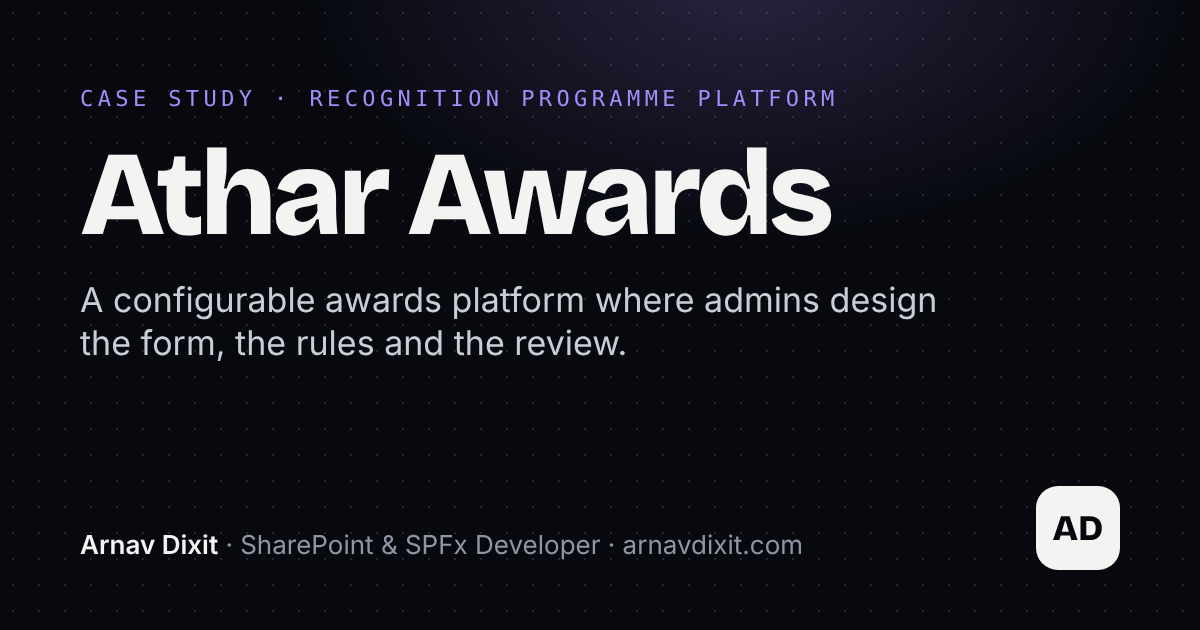 CASE STUDY · RECOGNITION PROGRAMME PLATFORM
Athar Awards
A configurable awards platform where admins design
the form, the rules and the review.
Arnav Dixit · SharePoint & SPFx Developer · arnavdixit.com
AD